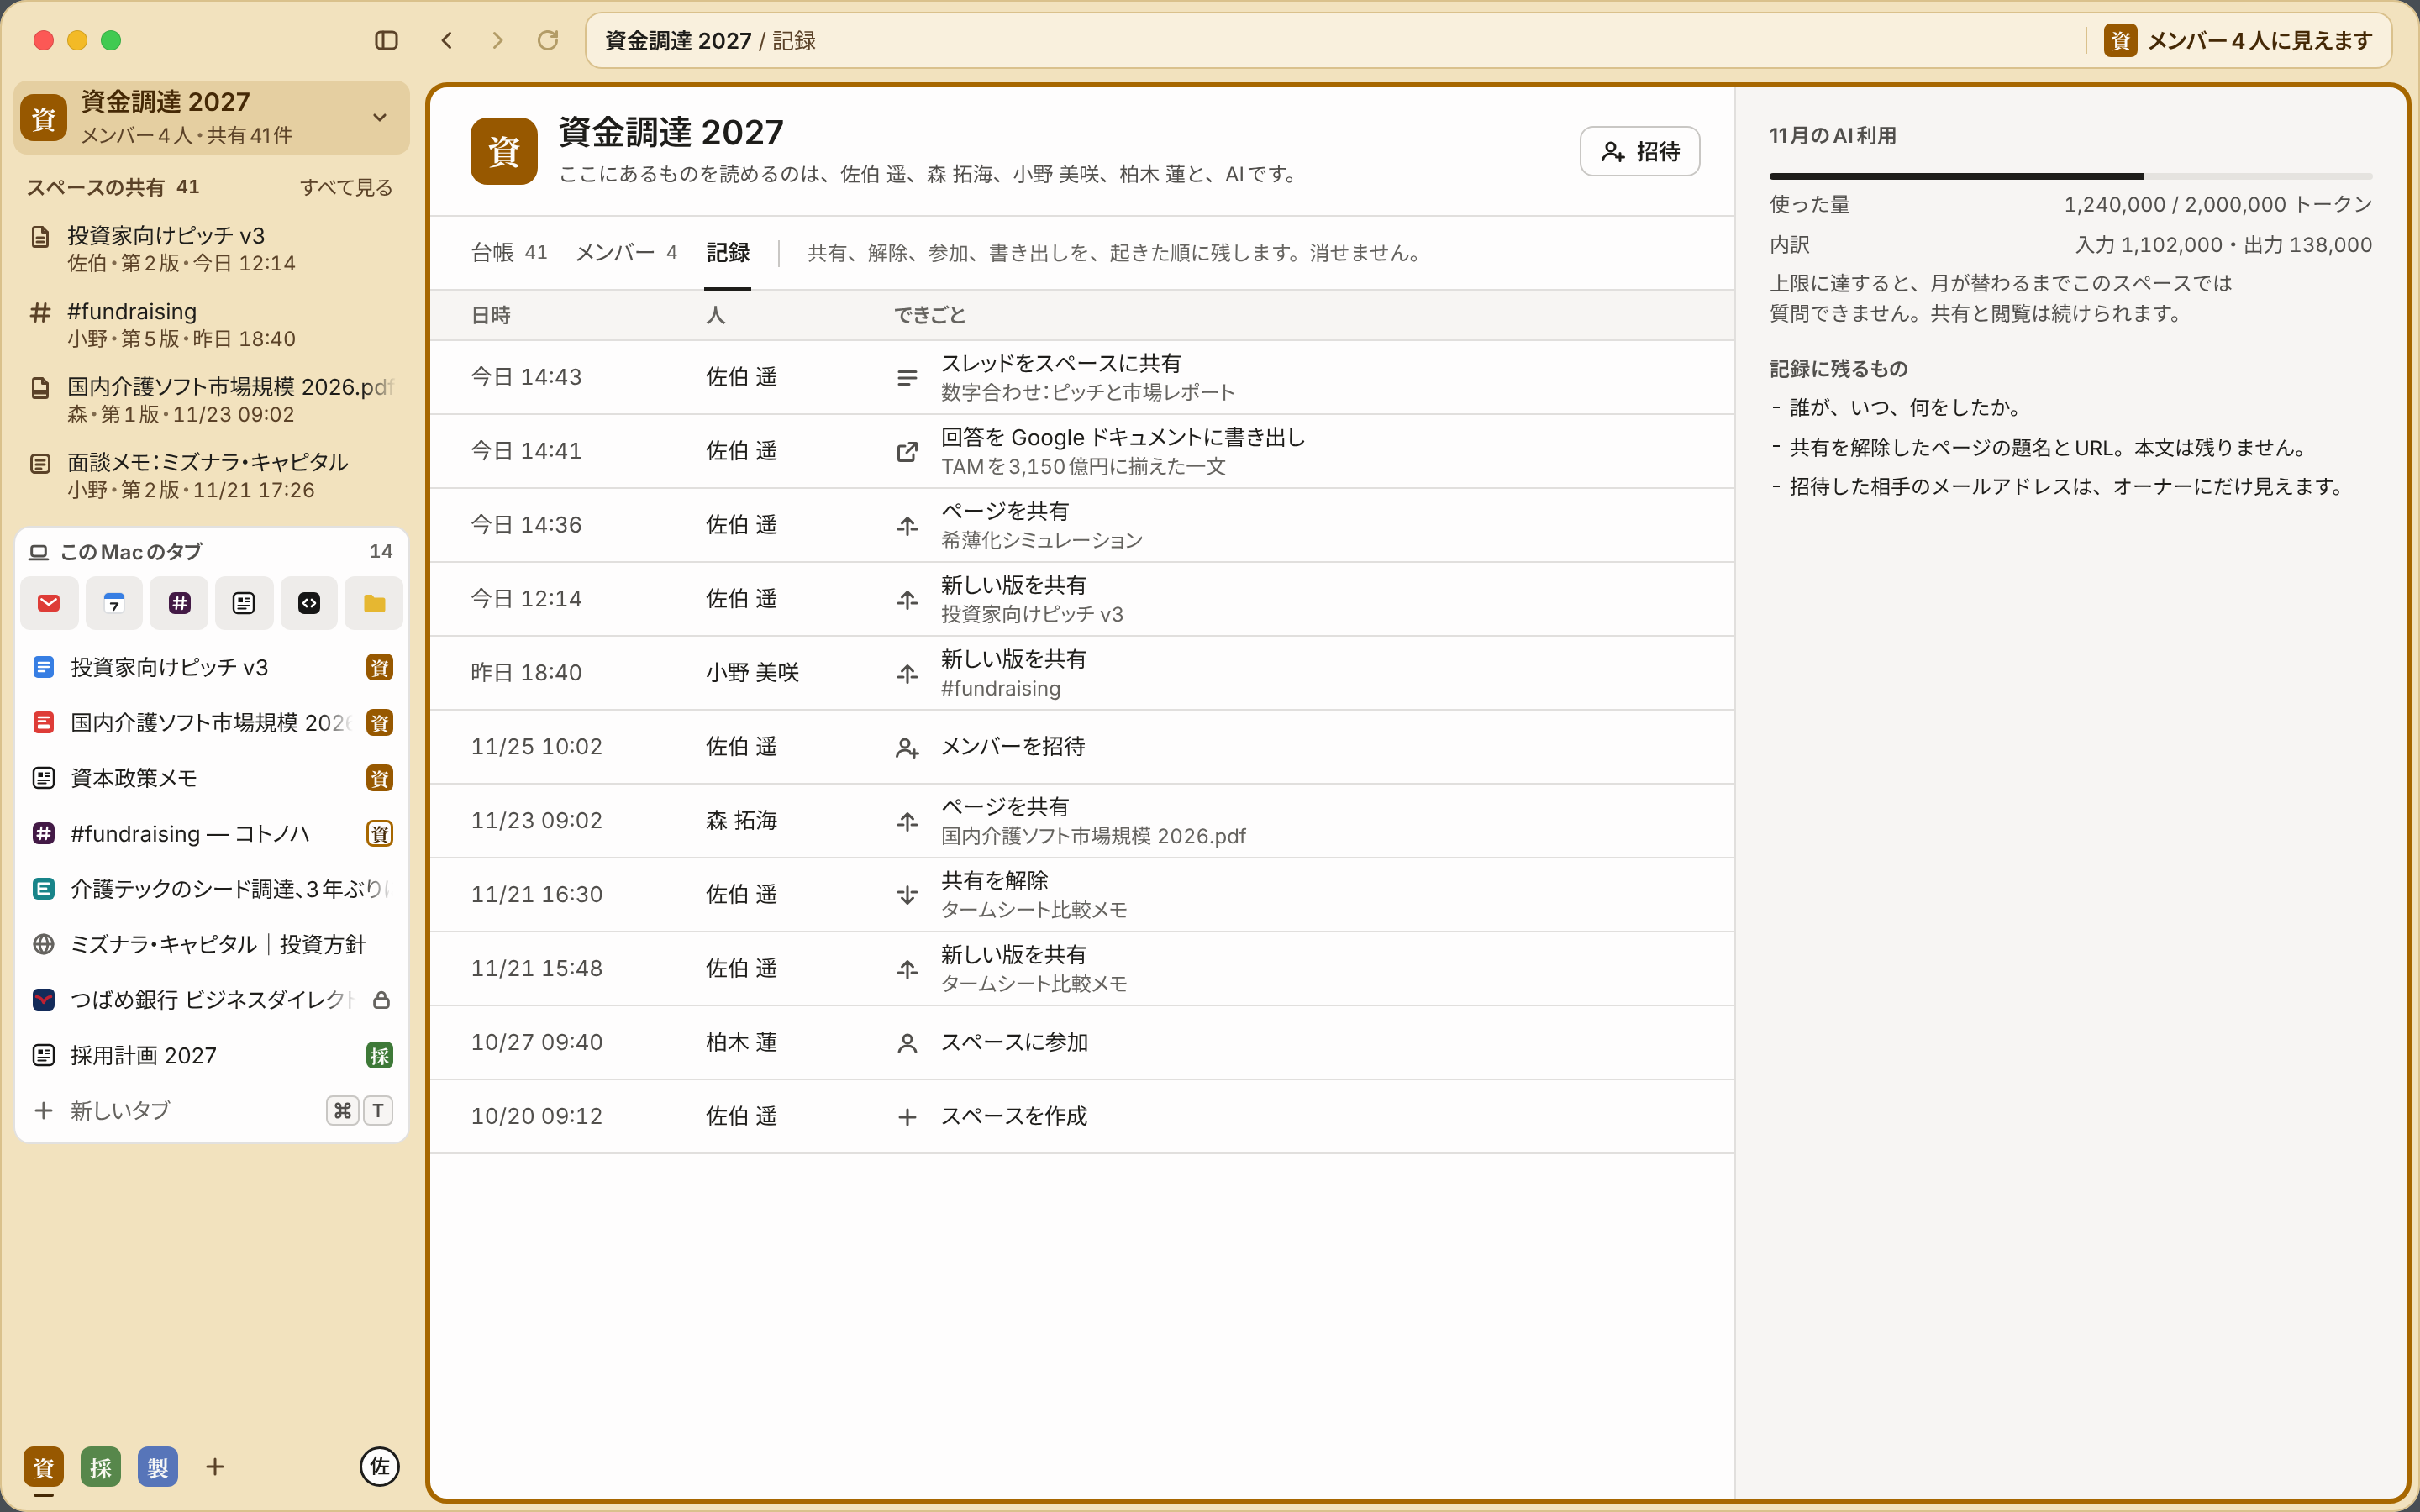 資金調達 2027 / 記録
資 メンバー4人に見えます
資 資金調達 2027
メンバー4人・共有41件
スペースの共有 41 すべて見る
投資家向けピッチ v3
佐伯・第2版・今日 12:14
#fundraising
小野・第5版・昨日 18:40
国内介護ソフト市場規模 2026.pdf
森・第1版・11/23 09:02
面談メモ：ミズナラ・キャピタル
小野・第2版・11/21 17:26
このMacのタブ 14
7
投資家向けピッチ v3 資
国内介護ソフト市場規模 2026 資
資本政策メモ 資
#fundraising — コトノハ 資
介護テックのシード調達、3年ぶりに
ミズナラ・キャピタル｜投資方針
つばめ銀行 ビジネスダイレクト
採用計画 2027 採
新しいタブ ⌘ T
資 採 製 佐
資 資金調達 2027
ここにあるものを読めるのは、佐伯 遥、森 拓海、小野 美咲、柏木 蓮と、AIです。
招待
台帳 41 メンバー 4 記録 共有、解除、参加、書き出しを、起きた順に残します。消せません。
日時 人 できごと
今日 14:43 佐伯 遥 スレッドをスペースに共有
数字合わせ：ピッチと市場レポート
今日 14:41 佐伯 遥 回答を Google ドキュメントに書き出し
TAMを3,150億円に揃えた一文
今日 14:36 佐伯 遥 ページを共有
希薄化シミュレーション
今日 12:14 佐伯 遥 新しい版を共有
投資家向けピッチ v3
昨日 18:40 小野 美咲 新しい版を共有
#fundraising
11/25 10:02 佐伯 遥 メンバーを招待
11/23 09:02 森 拓海 ページを共有
国内介護ソフト市場規模 2026.pdf
11/21 16:30 佐伯 遥 共有を解除
タームシート比較メモ
11/21 15:48 佐伯 遥 新しい版を共有
タームシート比較メモ
10/27 09:40 柏木 蓮 スペースに参加
10/20 09:12 佐伯 遥 スペースを作成
11月のAI利用
使った量 1,240,000 / 2,000,000 トークン
内訳 入力 1,102,000・出力 138,000
上限に達すると、月が替わるまでこのスペースでは
質問できません。共有と閲覧は続けられます。
記録に残るもの
- 誰が、いつ、何をしたか。
- 共有を解除したページの題名とURL。本文は残りません。
- 招待した相手のメールアドレスは、オーナーにだけ見えます。